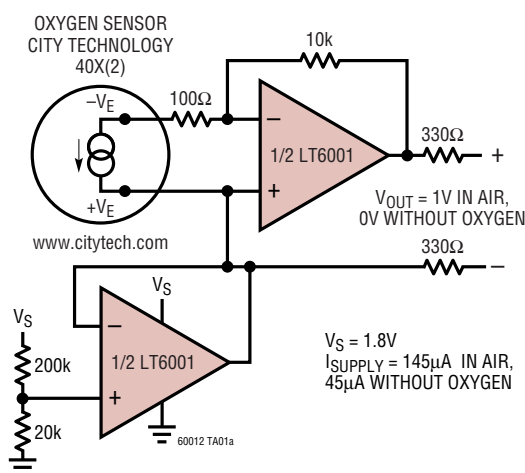 OXYGEN SENSOR
CITY TECHNOLOGY
40X(2)
10k
–VE
100Ω
–
1/2 LT6001
+
330Ω
+
+VE
VOUT = 1V IN AIR,
0V WITHOUT OXYGEN
www.citytech.com
330Ω
–
VS
VS
–
200k
1/2 LT6001
+
20k
VS = 1.8V
ISUPPLY = 145µA IN AIR,
45µA WITHOUT OXYGEN
60012 TA01a